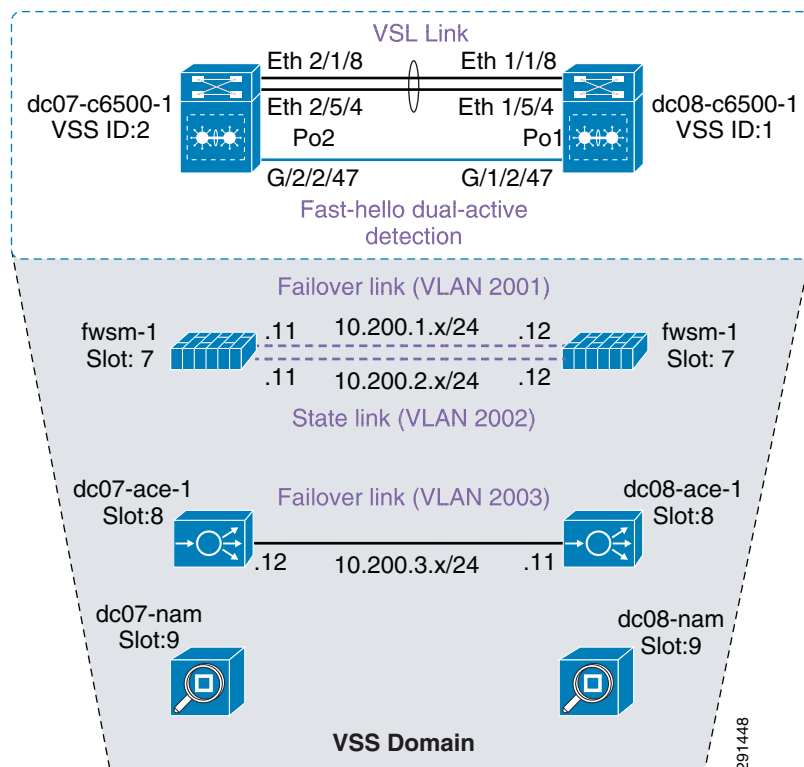 VSL Link
Eth 2/1/8
Eth 1/1/8
dc07-c6500-1
VSS ID:2
Eth 2/5/4
Eth 1/5/4
dc08-c6500-1
VSS ID:1
Po2
Po1
G/2/2/47
G/1/2/47
Fast-hello dual-active
detection
Failover link (VLAN 2001)
fwsm-1
Slot: 7
.11
10.200.1.x/24
.12
fwsm-1
Slot: 7
.11
10.200.2.x/24
.12
State link (VLAN 2002)
dc07-ace-1
Slot:8
Failover link (VLAN 2003)
dc08-ace-1
Slot:8
.12
10.200.3.x/24
.11
dc07-nam
Slot:9
dc08-nam
Slot:9
VSS Domain
291448